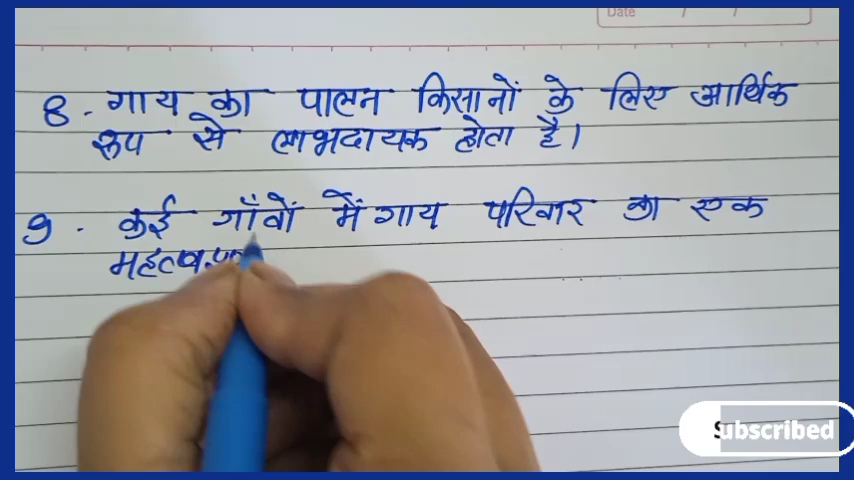 Date / /
8. गाय का पालन किसानों के लिए आर्थिक
रूप से लाभदायक होता है।
9. कई गाँवों में गाय परिवार का एक
Subscribed